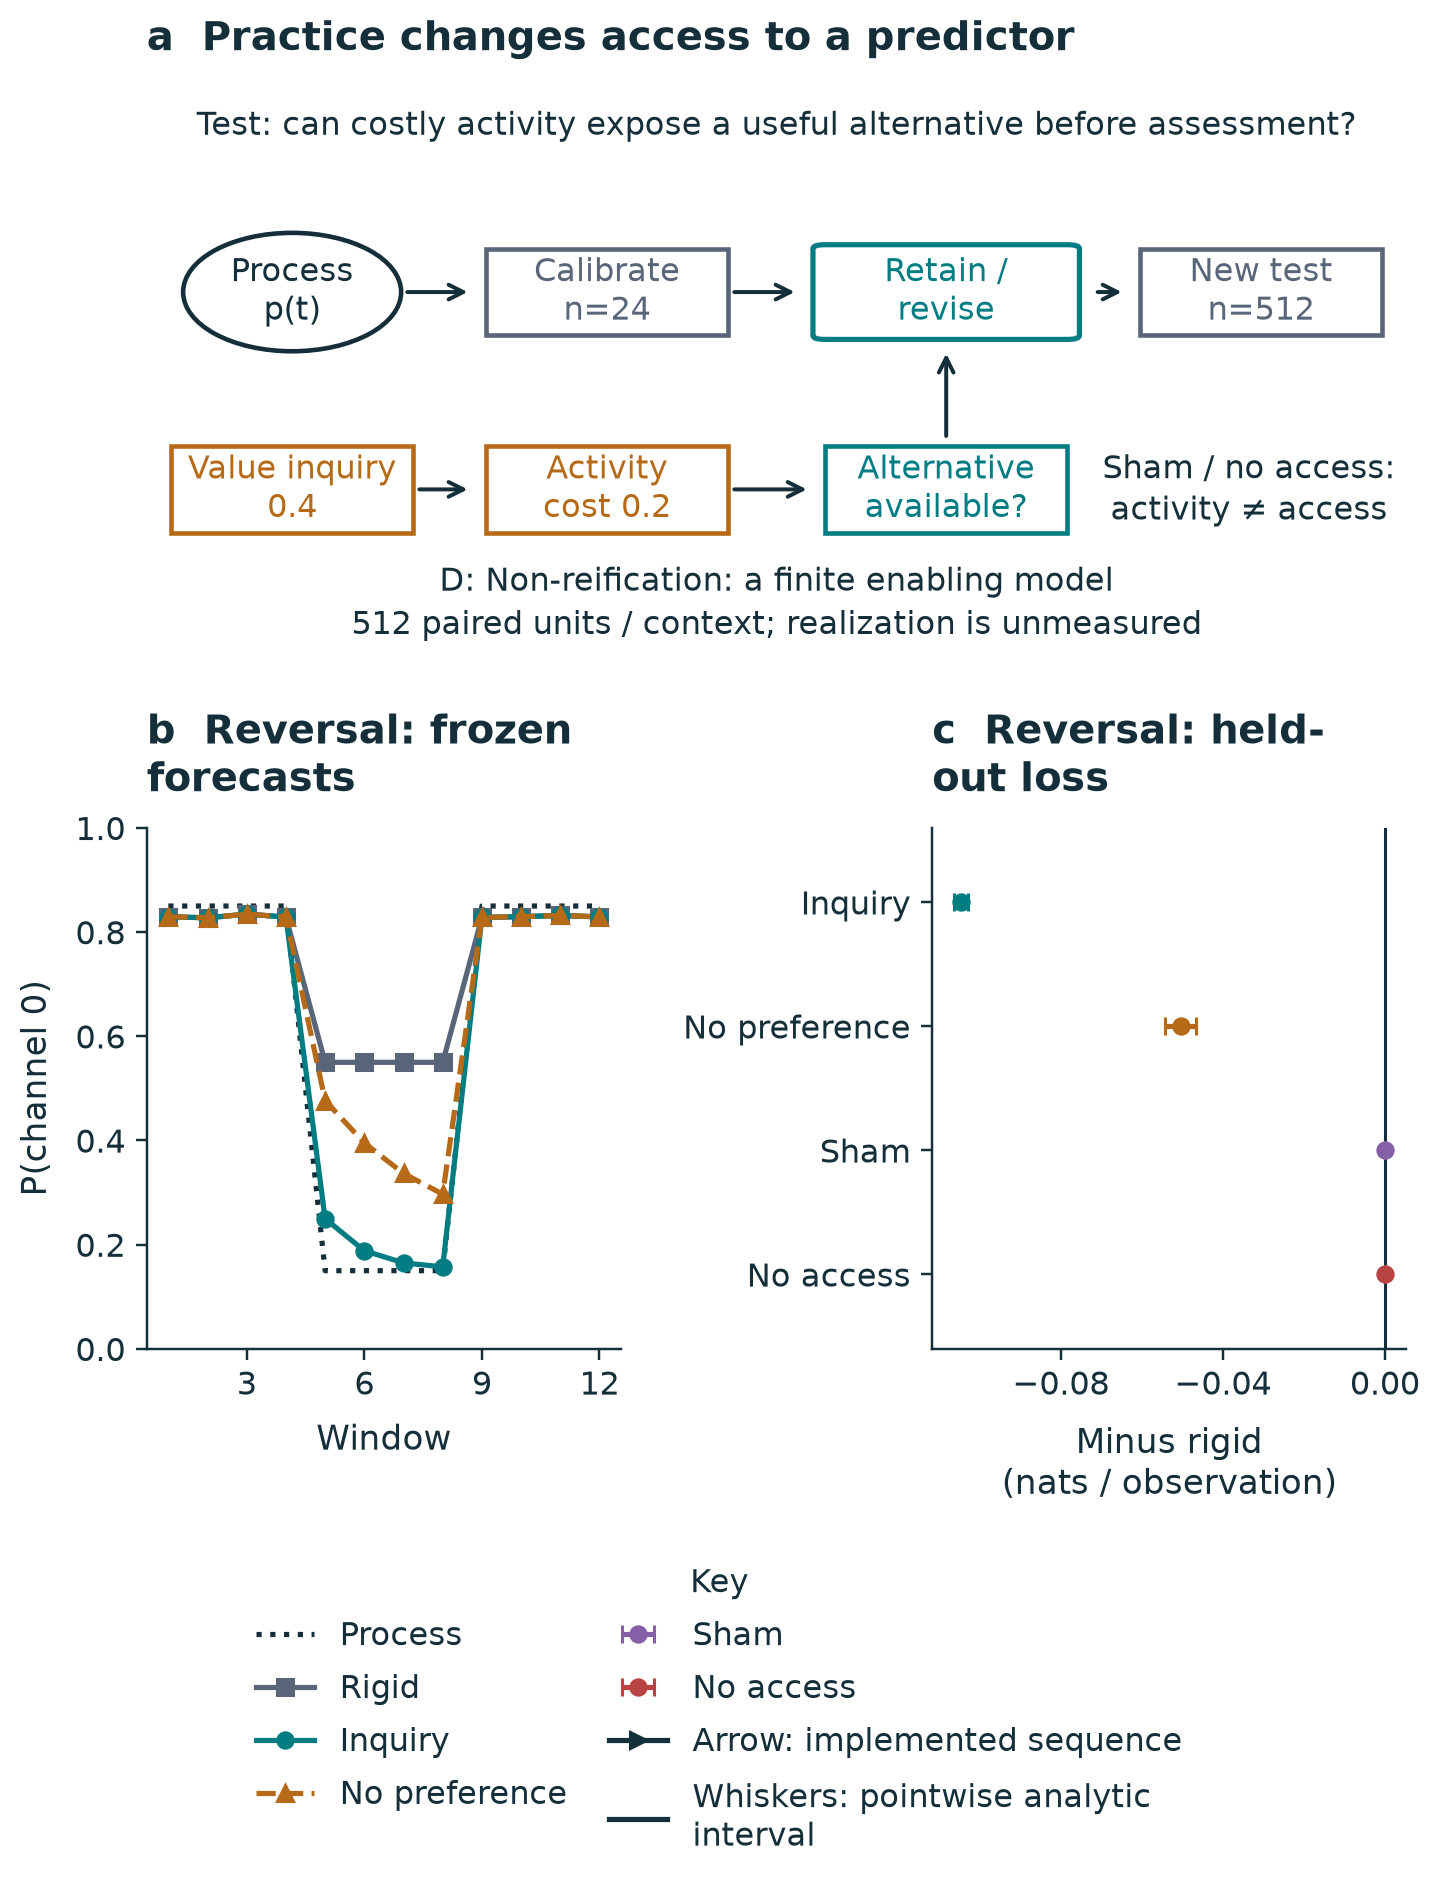 a  Practice changes access to a predictor
Test: can costly activity expose a useful alternative before assessment?
Process
p(t)
Calibrate
n=24
Retain /
revise
New test
n=512
Value inquiry
0.4
Activity
cost 0.2
Alternative
available?
Sham / no access:
activity ≠ access
D: Non-reification: a finite enabling model
512 paired units / context; realization is unmeasured
b  Reversal: frozen
forecasts
P(channel 0)
1.0
0.8
0.6
0.4
0.2
0.0
3
6
9
12
Window
c  Reversal: held-
out loss
Inquiry
No preference
Sham
No access
−0.08
−0.04
0.00
Minus rigid
(nats / observation)
Key
Process
Rigid
Inquiry
No preference
Sham
No access
Arrow: implemented sequence
Whiskers: pointwise analytic
interval